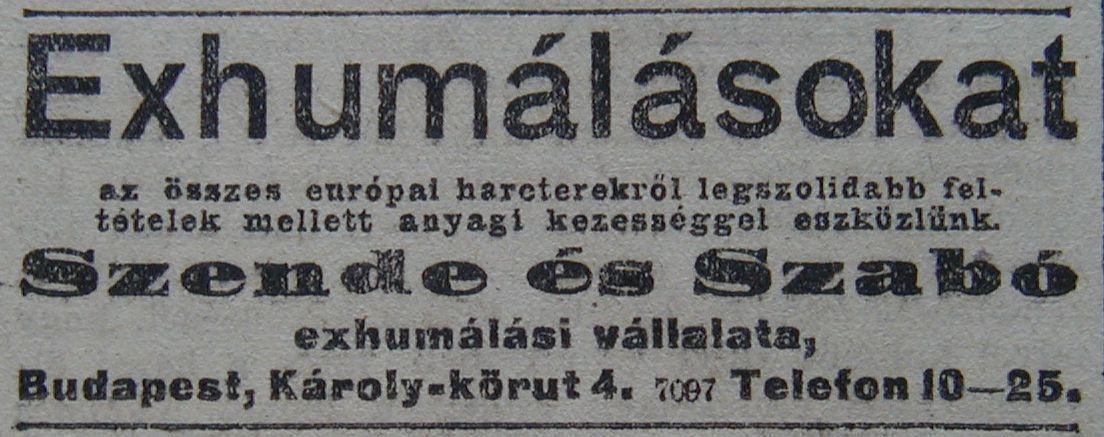 Exhumálásokat
az összes európai harcterekről legszolidabb fel-
tételek mellett anyagi kezességgel eszközlünk.
Szende és Szabó
exhumálási vállalata,
Budapest, Károly-körut 4. 7097 Telefon 10—25.